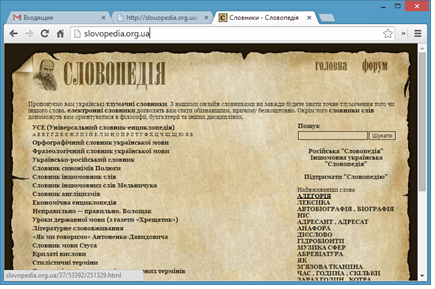 Входящие
http://slovopedia.org.ua
Словники - Словопедія
slovopedia.org.ua
СЛОВОПЕДІЯ
головна форум
Пропонуємо вам українські тлумачні словники. З нашими онлайн словниками ви завжди будете знати точне тлумачення того чи
іншого слова, електронні словники дозволять вам стати обізнанішими, причому безкоштовно. Окрім того словники слів
допоможуть вам орієнтуватися в філософії, бухгалтерії та інших дисциплінах.
УСЕ (Універсальний словник-енциклопедія)
Орфографічний словник української мови
Фразеологічний словник української мови
Українсько-російський словник
Словник синонімів Полюги
Словник іншомовних слів
Словник іншомовних слів Мельничука
Словник англіцизмів
Економічна енциклопедія
Неправильно — правильно. Волощак
Уроки державної мови (з газети «Хрещатик»)
Літературне слововживання
«Як ми говоримо» Антоненка-Давидовича
Словник мови Стуса
Крилаті вислови
Стилістичні терміни
термінів
Пошук
Шукати
Російська "Словопедія"
Іншомовна українська
"Словопедія"
Підтримати "Словопедію"
Найвживаніші слова
АЛЕГОРІЯ
ЛЕКСИКА
АВТОБІОГРАФІЯ , БІОГРАФІЯ
НІС
АДРЕСАНТ , АДРЕСАТ
АНАФОРА
ДІЄСЛОВО
ГІДРОБІОНТИ
МУЗИКА СФЕР
АБРЕВІАТУРА
ЯК
М'ЯЗОВА ТКАНИНА
ЧАС , ГОДИНА , СКІЛЬКИ
slovopedia.org.ua/37/53392/251329.html